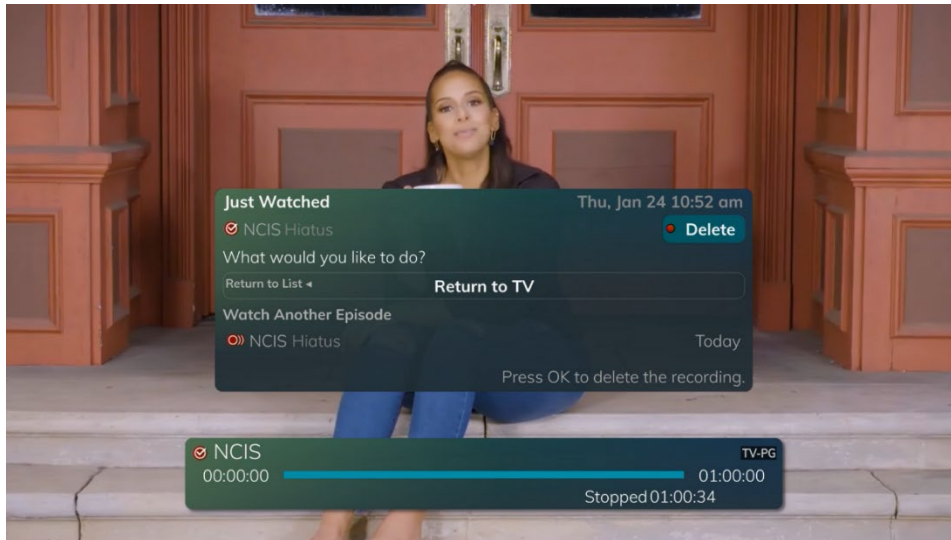 Just Watched Thu, Jan 24 10:52 am
NCIS Hiatus Delete
What would you like to do?
Return to List ◂ Return to TV
Watch Another Episode
NCIS Hiatus Today
Press OK to delete the recording.
NCIS TV-PG
00:00:00 01:00:00
Stopped 01:00:34